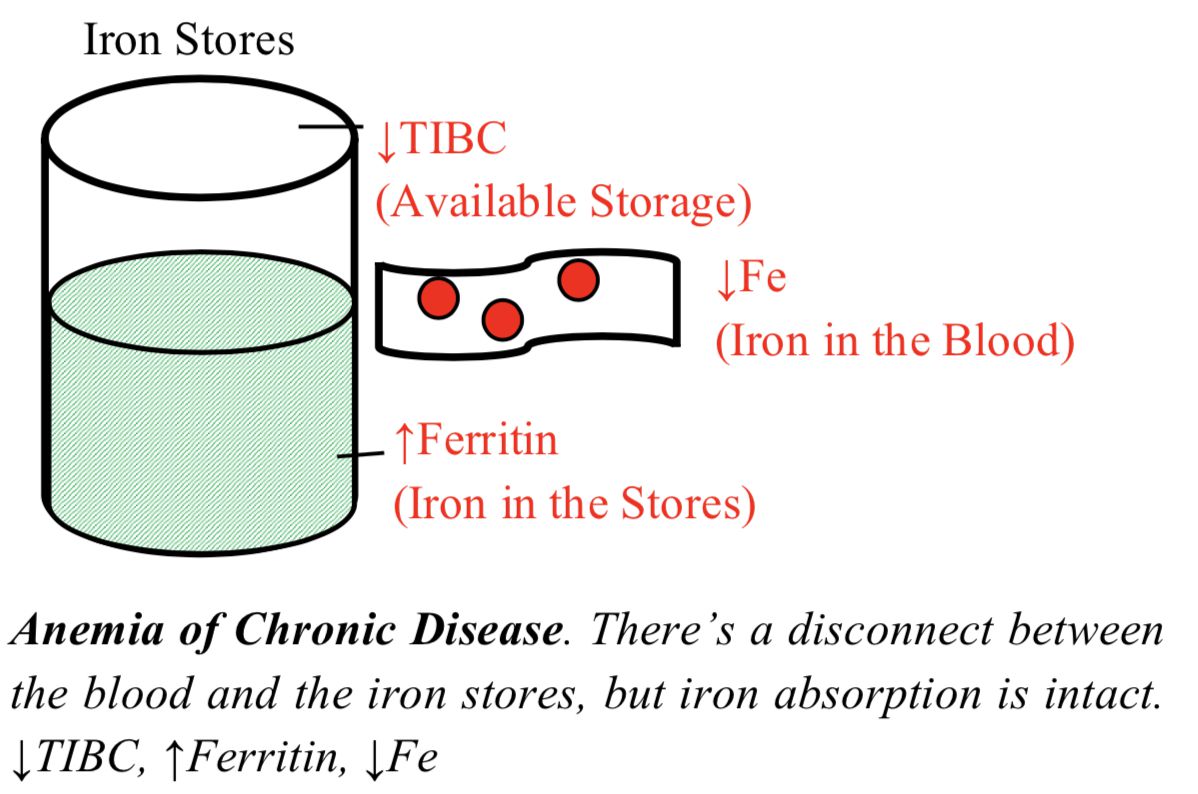 Iron Stores
↓TIBC
(Available Storage)
↓Fe
(Iron in the Blood)
↑Ferritin
(Iron in the Stores)
Anemia of Chronic Disease. There’s a disconnect between
the blood and the iron stores, but iron absorption is intact.
↓TIBC, ↑Ferritin, ↓Fe